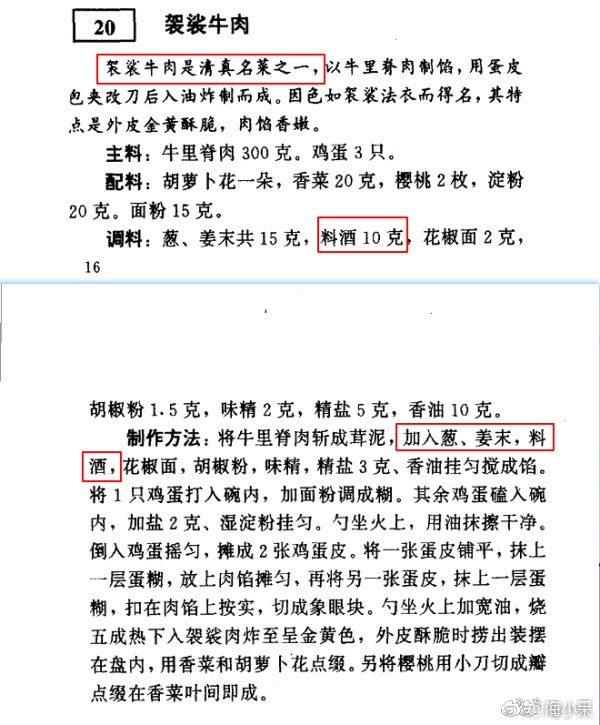 20 袈裟牛肉
袈裟牛肉是清真名菜之一，以牛里脊肉制馅，用蛋皮
包夹改刀后入油炸制而成。因色如袈裟法衣而得名，其特
点是外皮金黄酥脆，肉馅香嫩。
主料：牛里脊肉 300 克。鸡蛋 3 只。
配料：胡萝卜花一朵，香菜 20 克，樱桃 2 枚，淀粉
20 克。面粉 15 克。
调料：葱、姜末共 15 克，料酒 10 克，花椒面 2 克，
16
胡椒粉 1.5 克，味精 2 克，精盐 5 克，香油 10 克。
制作方法：将牛里脊肉斩成茸泥，加入葱、姜末，料
酒，花椒面，胡椒粉，味精，精盐 3 克、香油挂匀搅成馅。
将 1 只鸡蛋打入碗内，加面粉调成糊。其余鸡蛋磕入碗
内，加盐 2 克、湿淀粉挂匀。勺坐火上，用油抹擦干净。
倒入鸡蛋摇匀，摊成 2 张鸡蛋皮。将一张蛋皮铺平，抹上
一层蛋糊，放上肉馅摊匀，再将另一张蛋皮，抹上一层蛋
糊，扣在肉馅上按实，切成象眼块。勺坐火上加宽油，烧
五成热下入袈裟肉炸至呈金黄色，外皮酥脆时捞出装摆
在盘内，用香菜和胡萝卜花点缀。另将樱桃用小刀切成瓣
点缀在香菜叶间即成。
@海小果